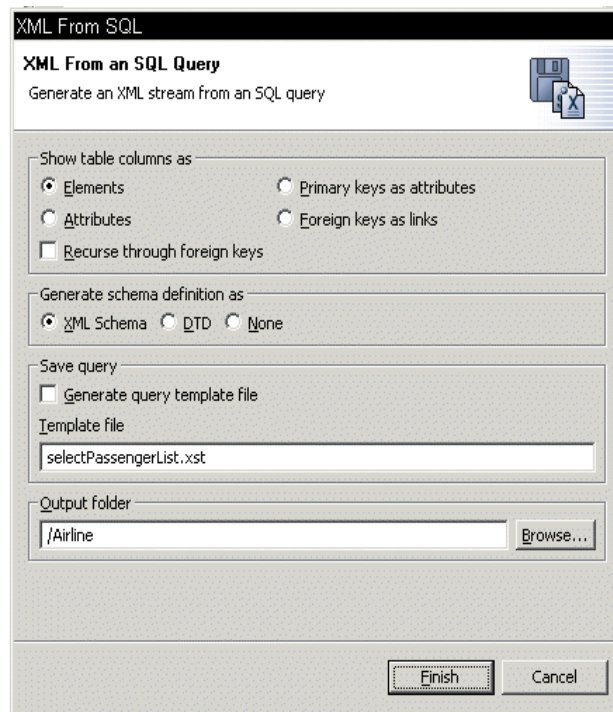 XML From SQL
XML From an SQL Query
Generate an XML stream from an SQL query
Show table columns as
Elements
Primary keys as attributes
Attributes
Foreign keys as links
Recurse through foreign keys
Generate schema definition as
XML Schema DTD None
Save query
Generate query template file
Template file
selectPassengerList.xst
Output folder
/Airline
Browse...
Finish Cancel